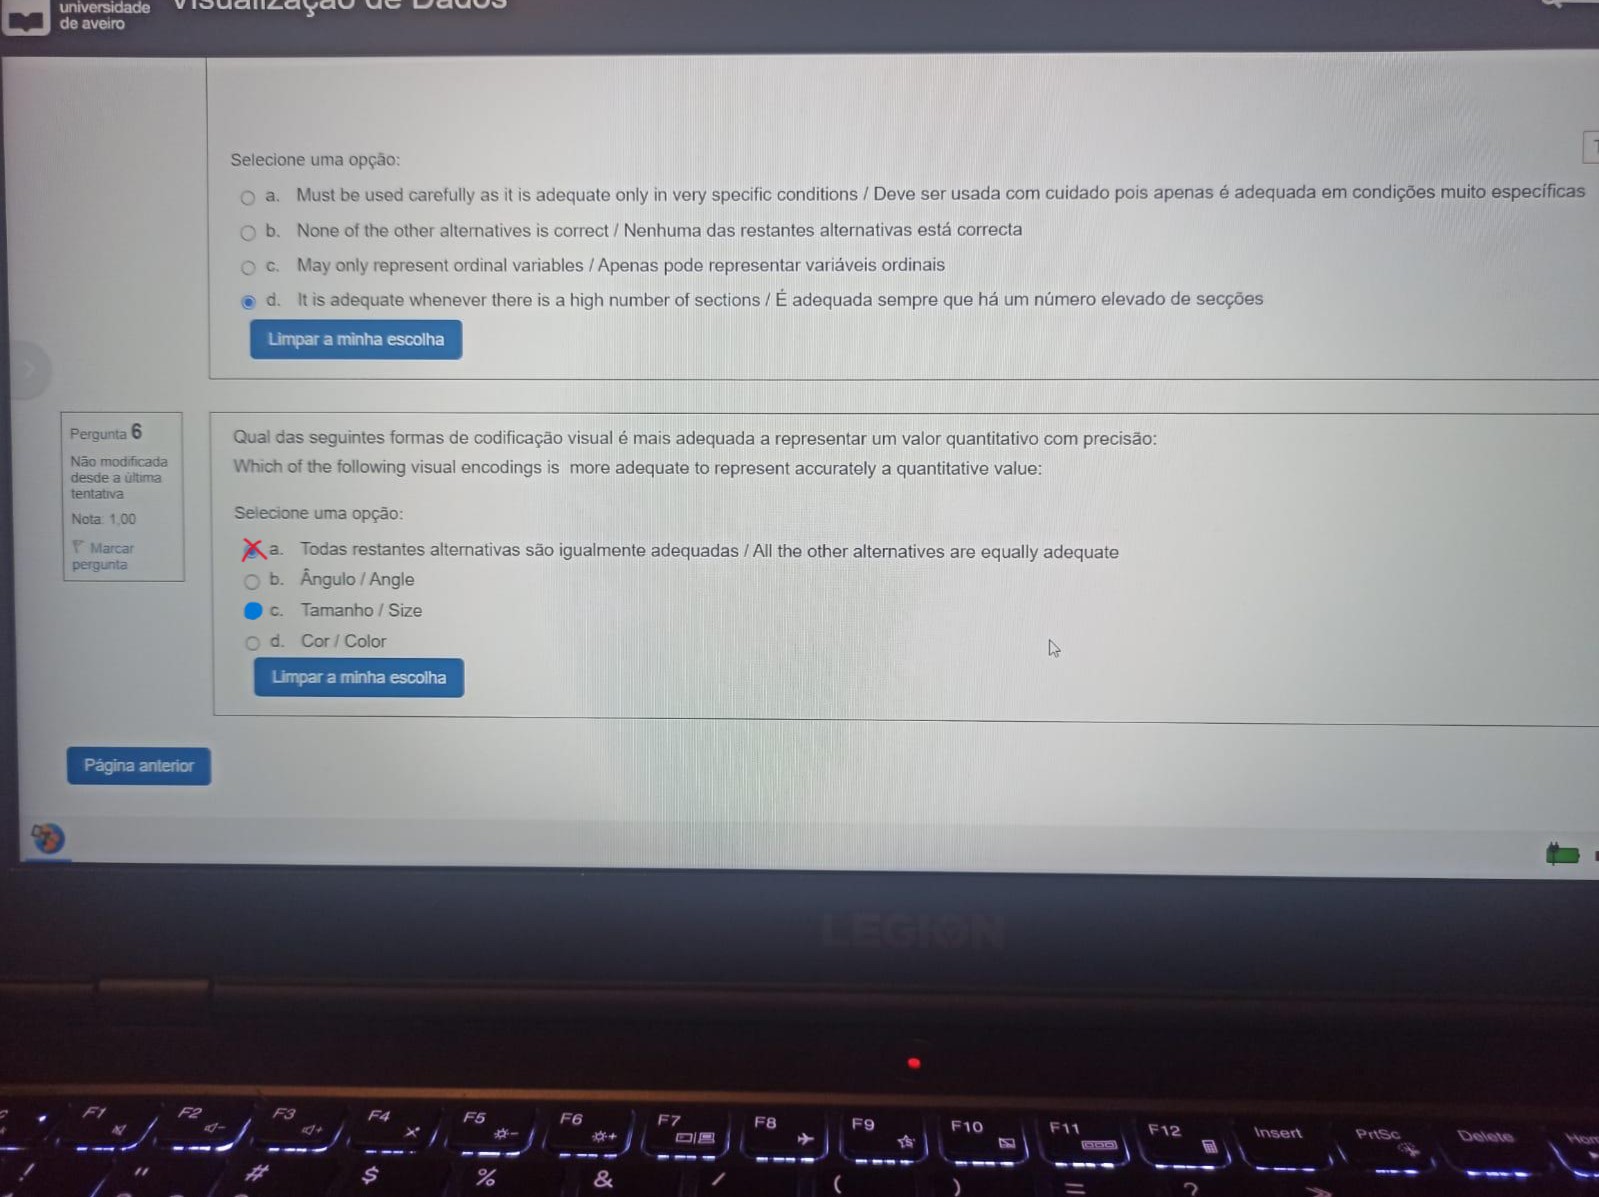 universidade
de aveiro
Visualização de Dados
Selecione uma opção:
a. Must be used carefully as it is adequate only in very specific conditions / Deve ser usada com cuidado pois apenas é adequada em condições muito específicas
b. None of the other alternatives is correct / Nenhuma das restantes alternativas está correcta
c. May only represent ordinal variables / Apenas pode representar variáveis ordinais
d. It is adequate whenever there is a high number of sections / É adequada sempre que há um número elevado de secções
Limpar a minha escolha
Pergunta 6
Não modificada
desde a última
tentativa
Nota: 1,00
Marcar
pergunta
Qual das seguintes formas de codificação visual é mais adequada a representar um valor quantitativo com precisão:
Which of the following visual encodings is more adequate to represent accurately a quantitative value:
Selecione uma opção:
a. Todas restantes alternativas são igualmente adequadas / All the other alternatives are equally adequate
b. Ângulo / Angle
c. Tamanho / Size
d. Cor / Color
Limpar a minha escolha
Página anterior
LEGION
F1 F2 F3 F4 F5 F6 F7 F8 F9 F10 F11 F12 Insert PrtSc Delete
! " # $ % & / ( ) = ?